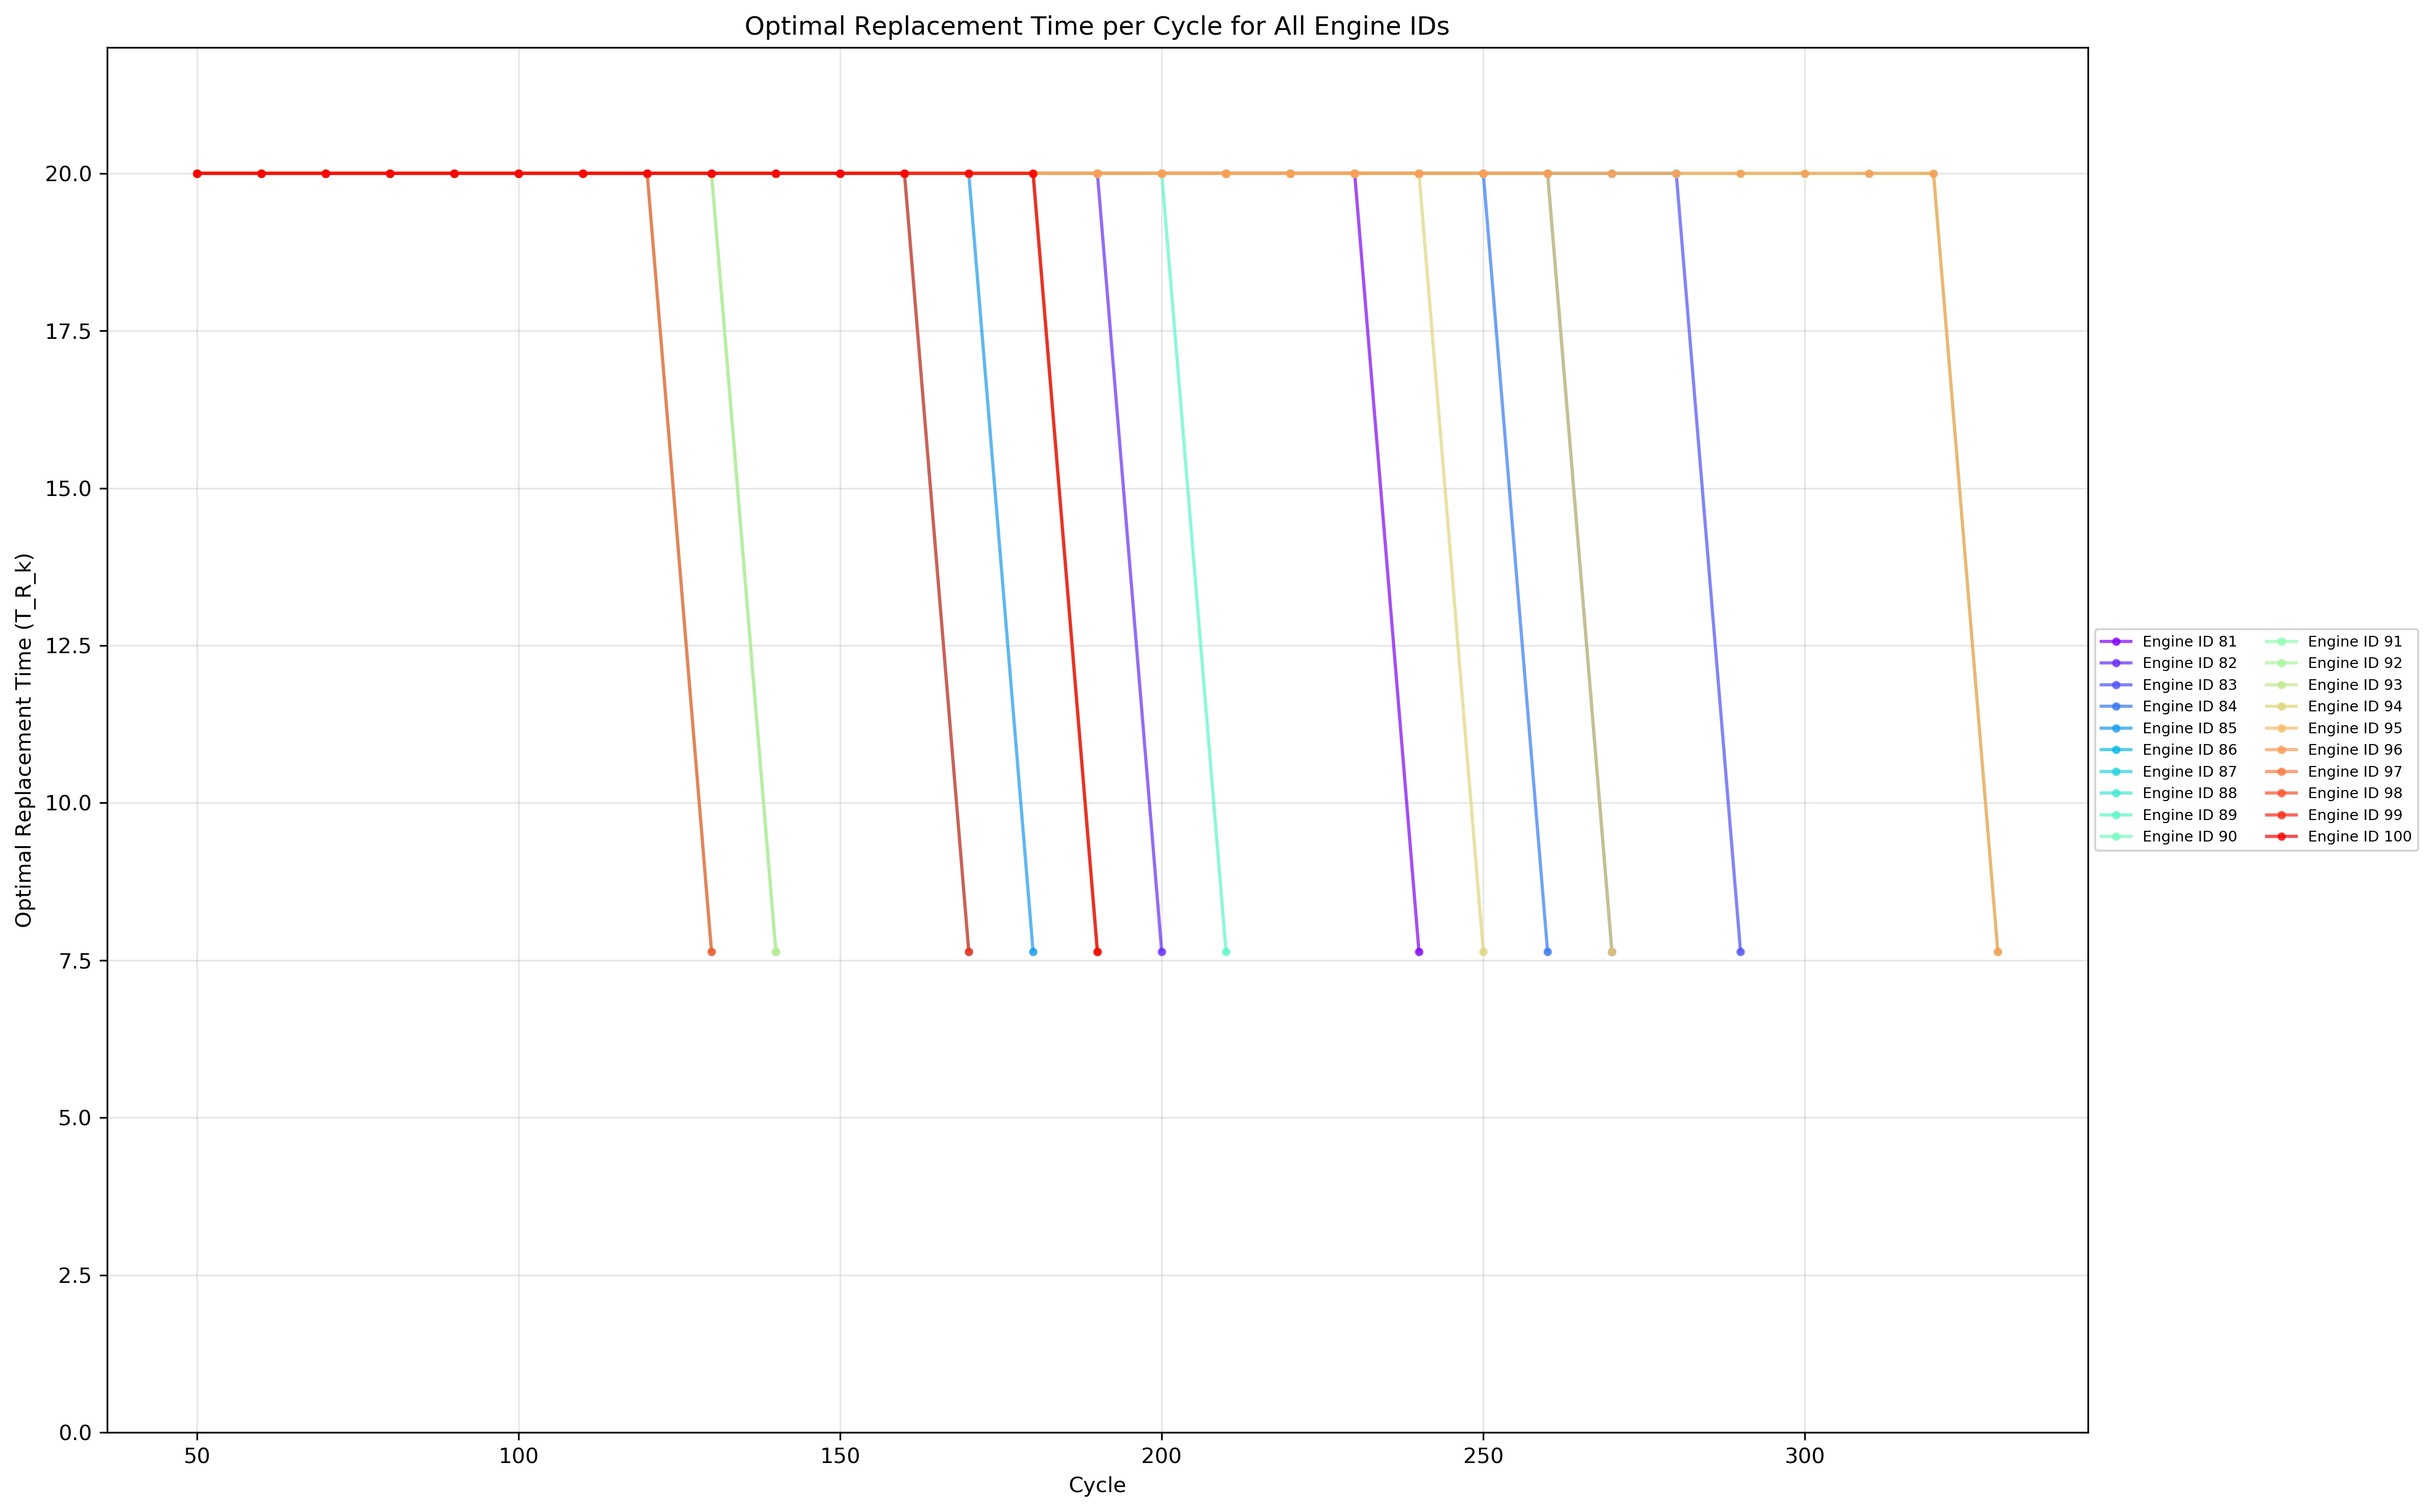 Optimal Replacement Time per Cycle for All Engine IDs
Optimal Replacement Time (T_R_k)
20.0
17.5
15.0
12.5
10.0
7.5
5.0
2.5
0.0
50
100
150
200
250
300
Cycle
Engine ID 81
Engine ID 82
Engine ID 83
Engine ID 84
Engine ID 85
Engine ID 86
Engine ID 87
Engine ID 88
Engine ID 89
Engine ID 90
Engine ID 91
Engine ID 92
Engine ID 93
Engine ID 94
Engine ID 95
Engine ID 96
Engine ID 97
Engine ID 98
Engine ID 99
Engine ID 100